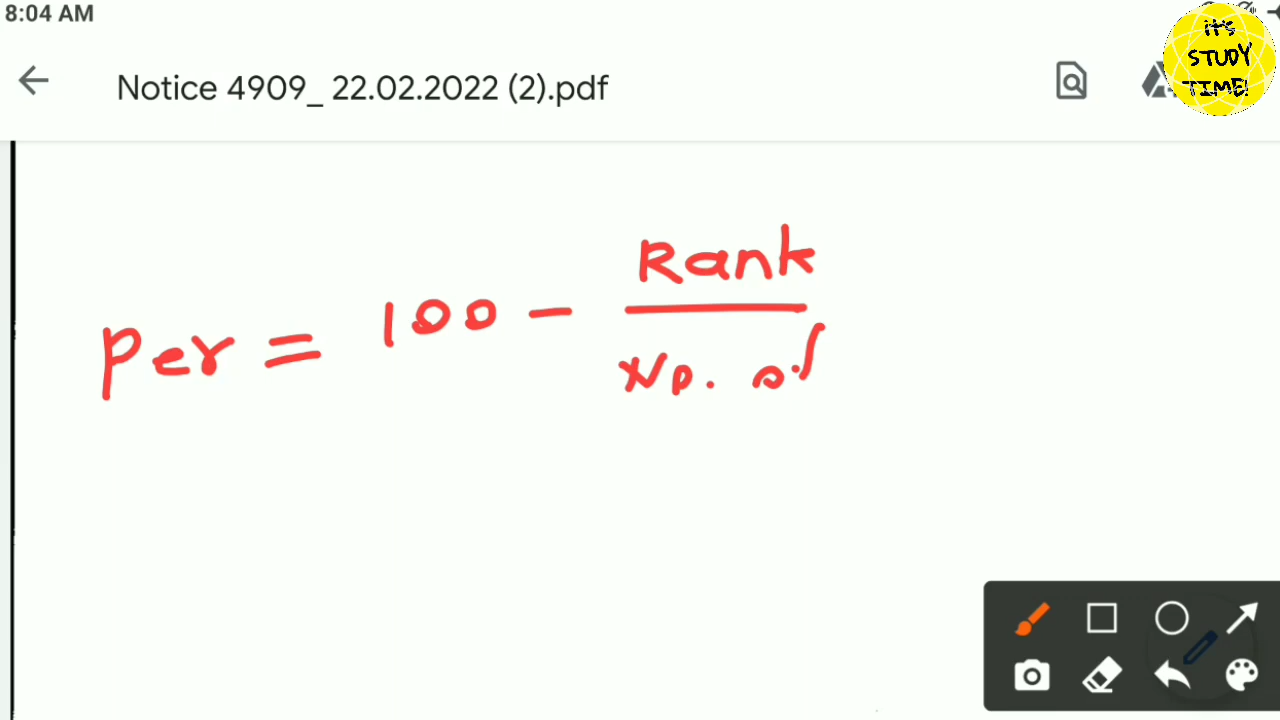 8:04 AM
Notice 4909_ 22.02.2022 (2).pdf
it's
STUDY
TIME!
Per = 100 - Rank
No. of